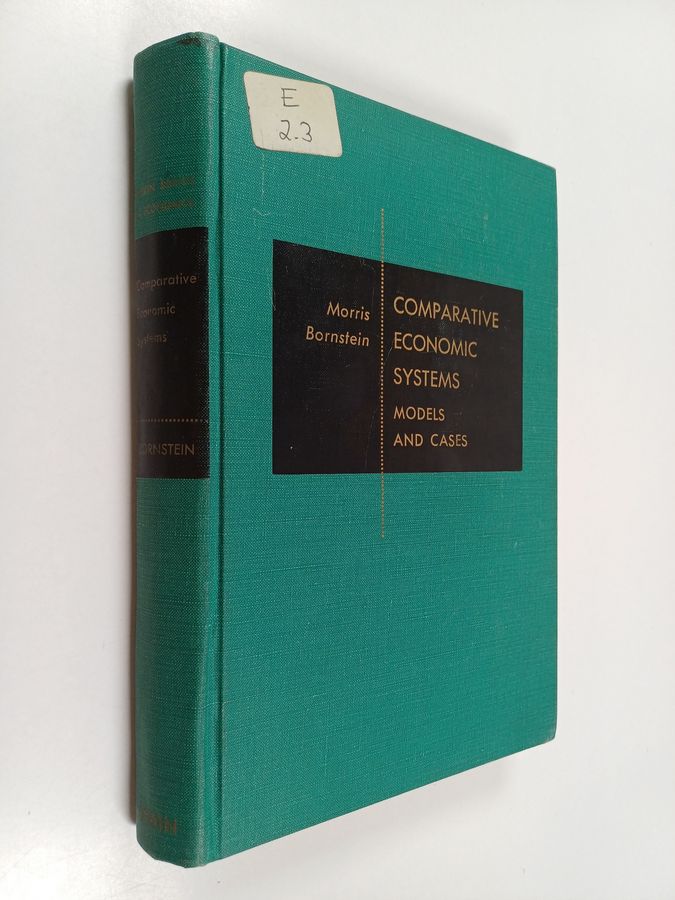 E
2.3
Morris
Bornstein
COMPARATIVE
ECONOMIC
SYSTEMS
MODELS
AND CASES
Comparative
Economic
Systems
BORNSTEIN